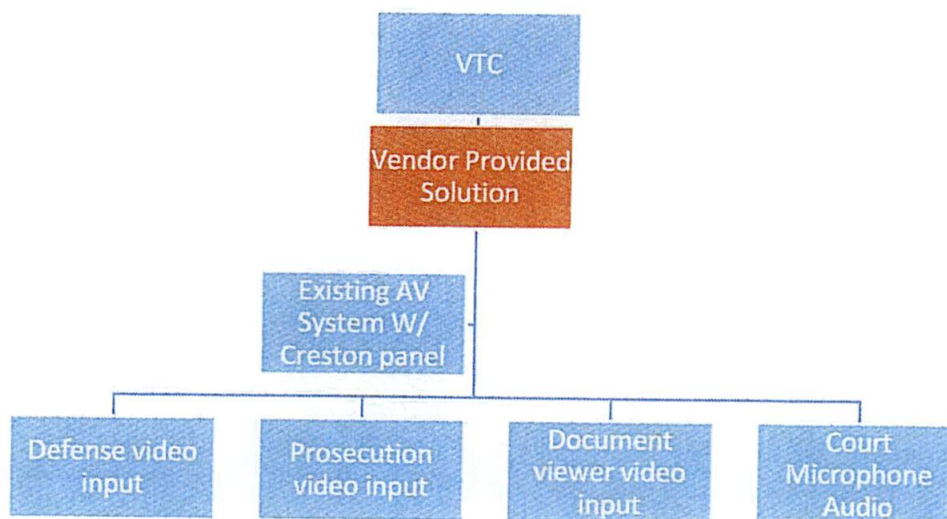 VTC
Vendor Provided
Solution
Existing AV
System W/
Creston panel
Defense video
input
Prosecution
video input
Document
viewer video
input
Court
Microphone
Audio